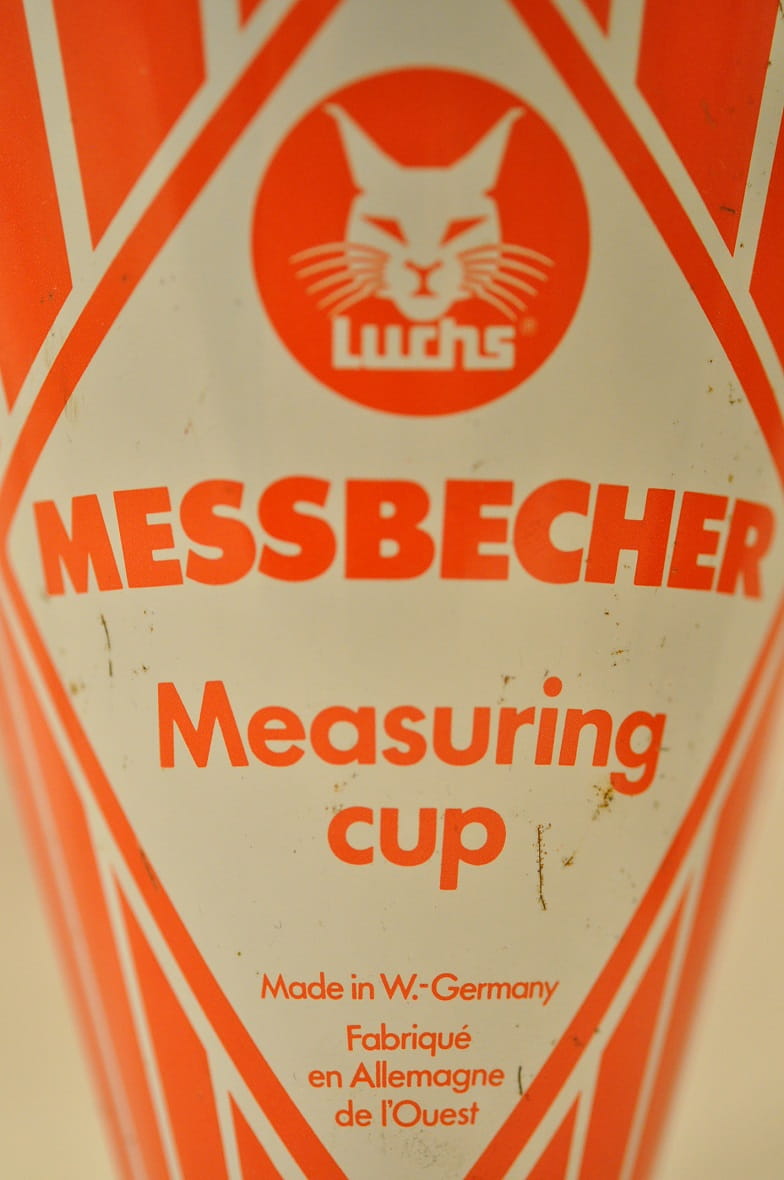 Luchs®
MESSBECHER
Measuring
cup
Made in W.-Germany
Fabriqué
en Allemagne
de l'Ouest